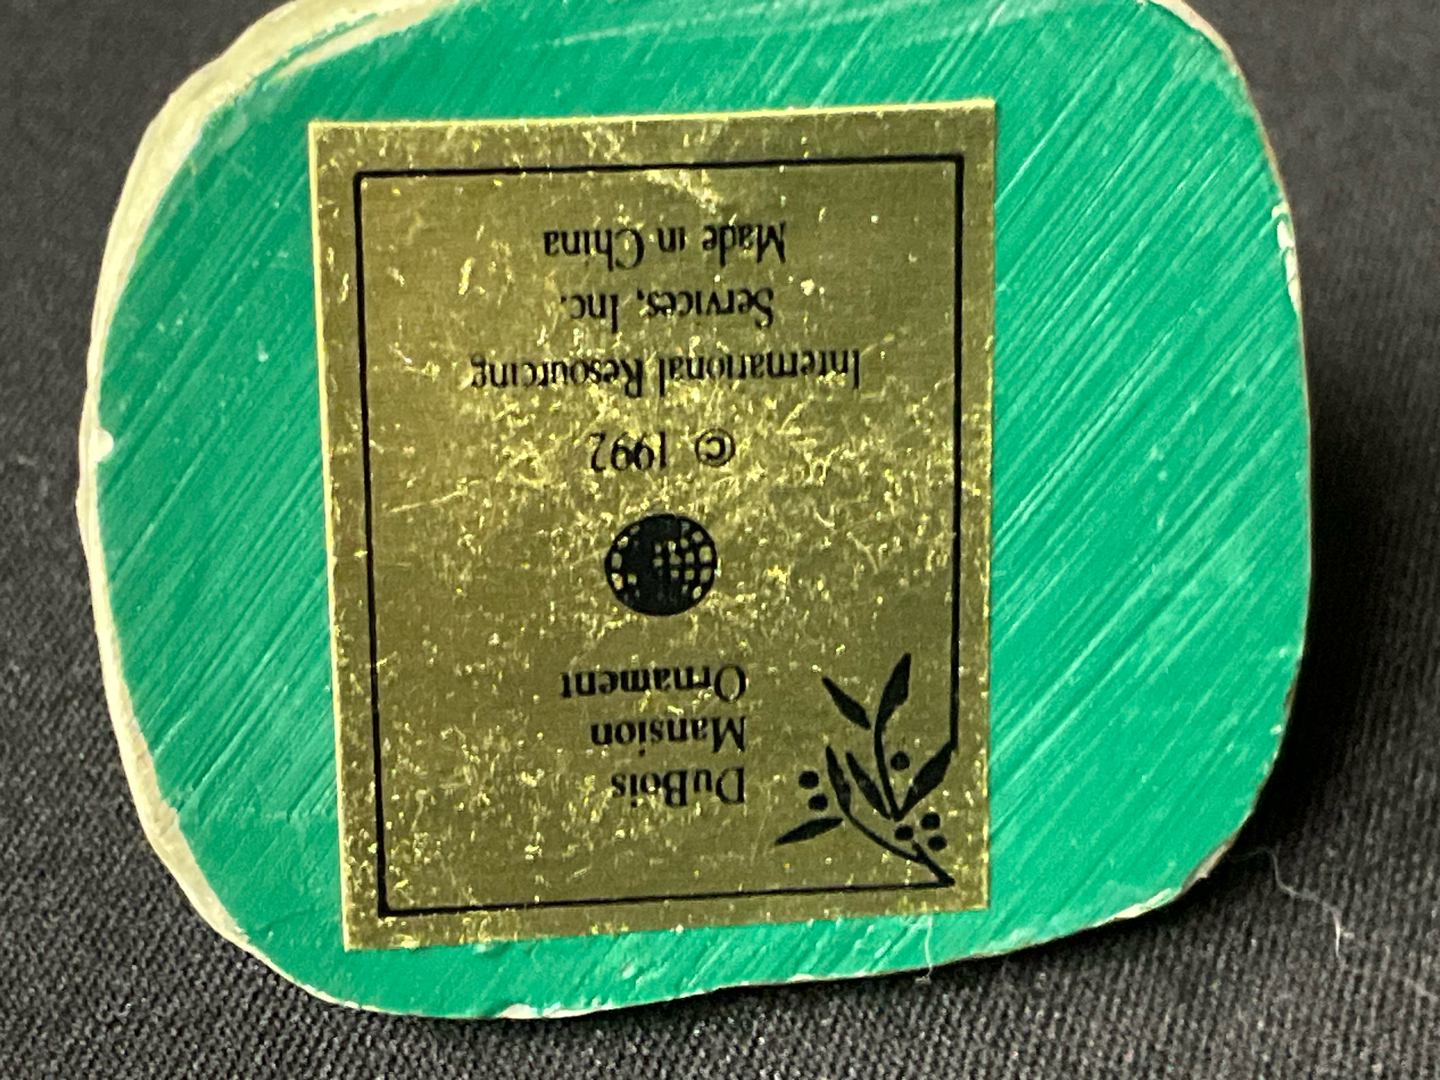 DuBois
Mansion
Ornament
© 1992
International Resourcing
Services, Inc.
Made in China